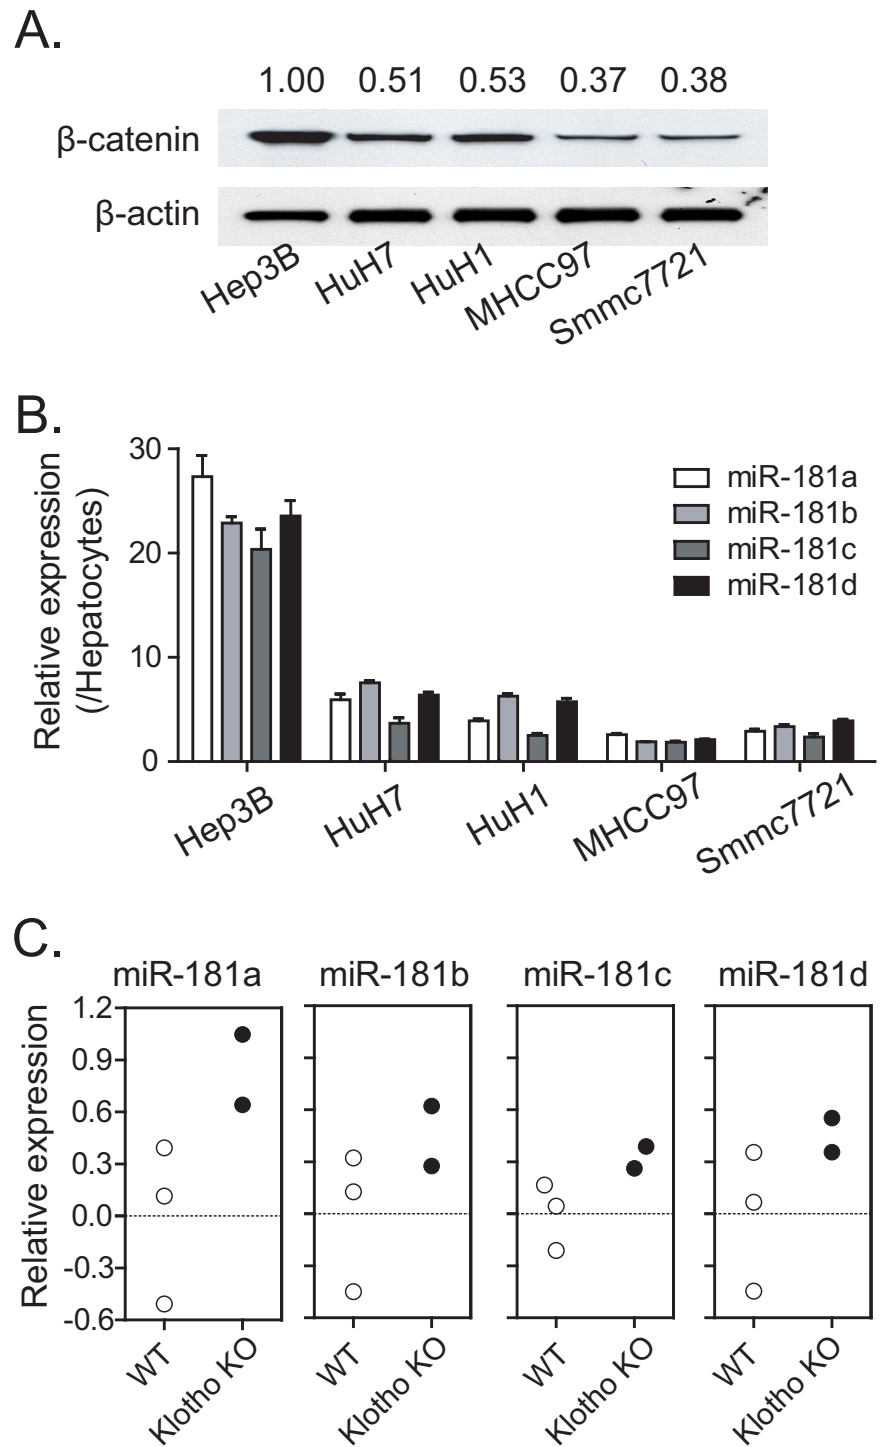 A.
1.00 0.51 0.53 0.37 0.38
β-catenin
β-actin
Hep3B HuH7 HuH1 MHCC97 Smmc7721
B.
Relative expression
(/Hepatocytes)
30
20
10
0
miR-181a
miR-181b
miR-181c
miR-181d
Hep3B HuH7 HuH1 MHCC97 Smmc7721
C.
miR-181a miR-181b miR-181c miR-181d
Relative expression
1.2
0.9
0.6
0.3
0.0
-0.3
-0.6
WT Klotho KO WT Klotho KO WT Klotho KO WT Klotho KO